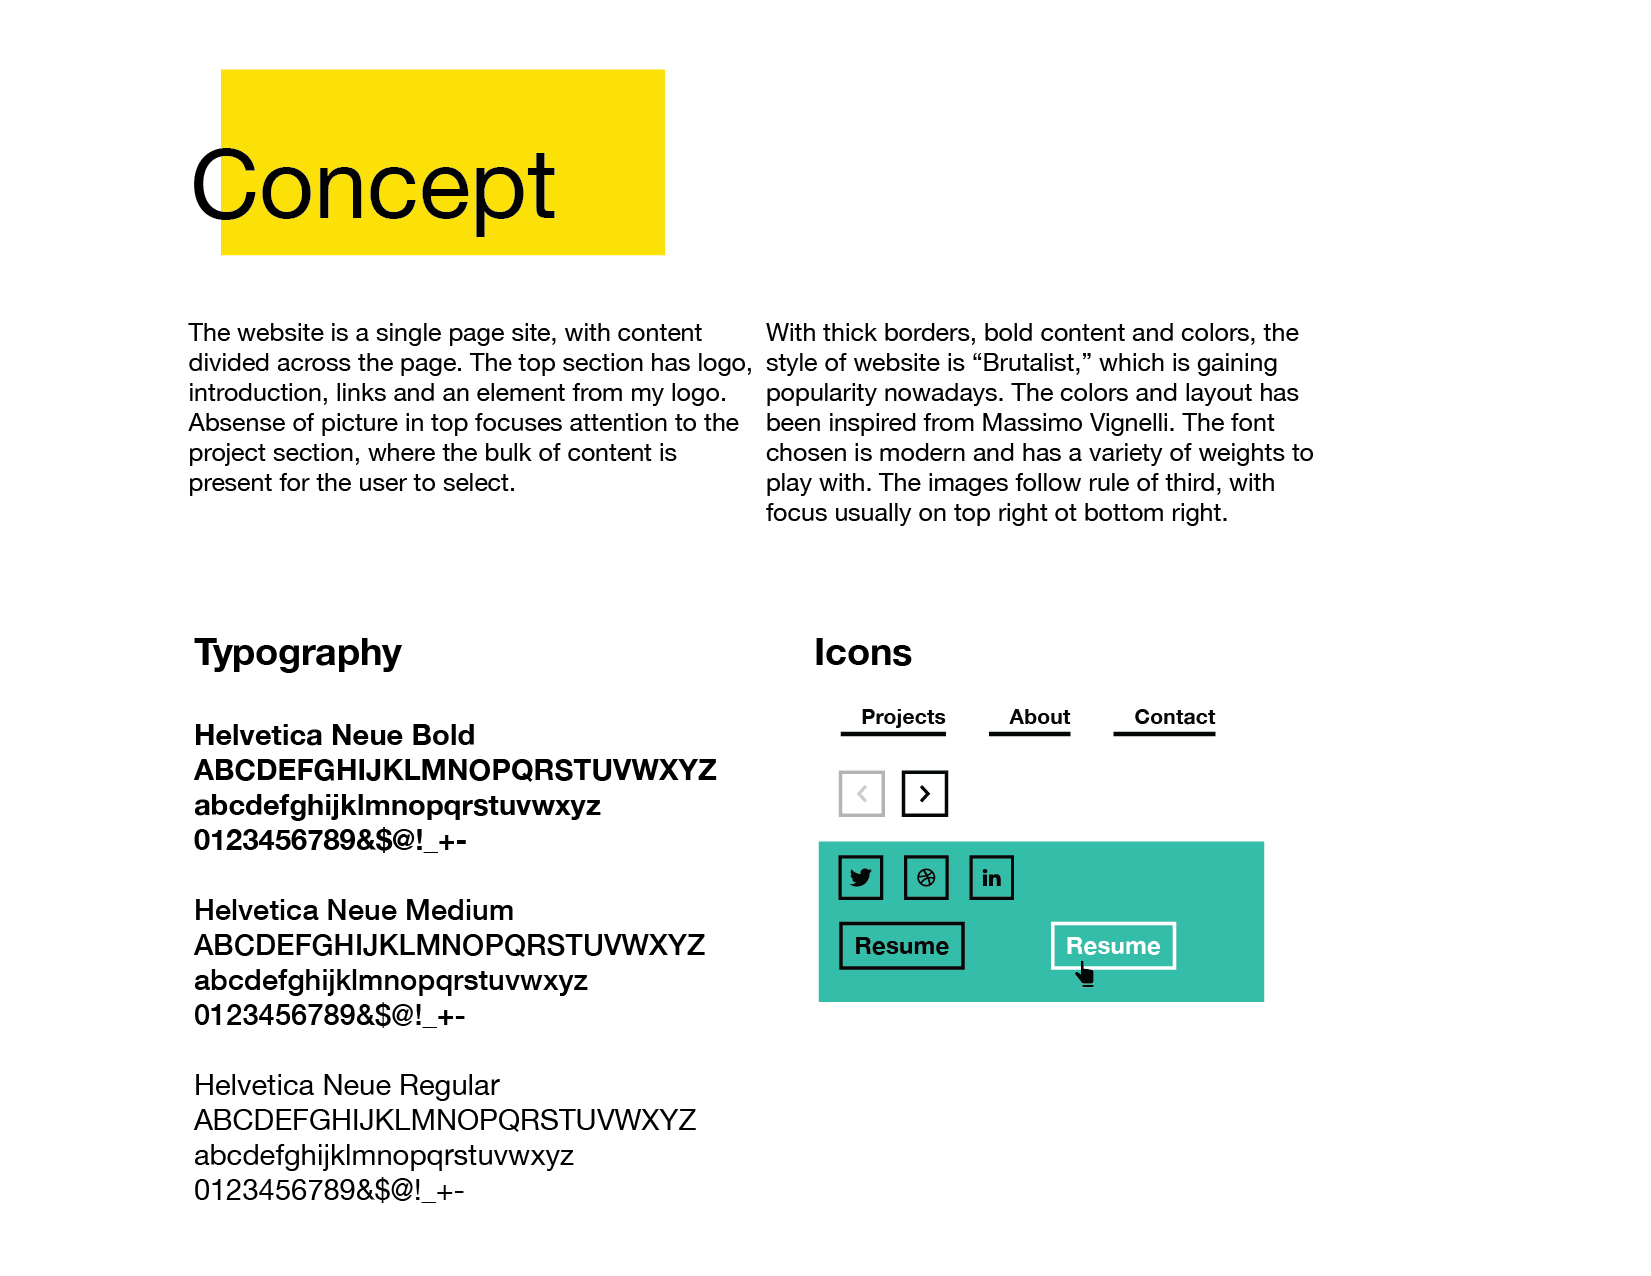 Concept
The website is a single page site, with content
divided across the page. The top section has logo,
introduction, links and an element from my logo.
Absense of picture in top focuses attention to the
project section, where the bulk of content is
present for the user to select.
With thick borders, bold content and colors, the
style of website is “Brutalist,” which is gaining
popularity nowadays. The colors and layout has
been inspired from Massimo Vignelli. The font
chosen is modern and has a variety of weights to
play with. The images follow rule of third, with
focus usually on top right ot bottom right.
Typography
Helvetica Neue Bold
ABCDEFGHIJKLMNOPQRSTUVWXYZ
abcdefghijklmnopqrstuvwxyz
0123456789&$@!_+-
Helvetica Neue Medium
ABCDEFGHIJKLMNOPQRSTUVWXYZ
abcdefghijklmnopqrstuvwxyz
0123456789&$@!_+-
Helvetica Neue Regular
ABCDEFGHIJKLMNOPQRSTUVWXYZ
abcdefghijklmnopqrstuvwxyz
0123456789&$@!_+-
Icons
Projects About Contact
in
Resume Resume